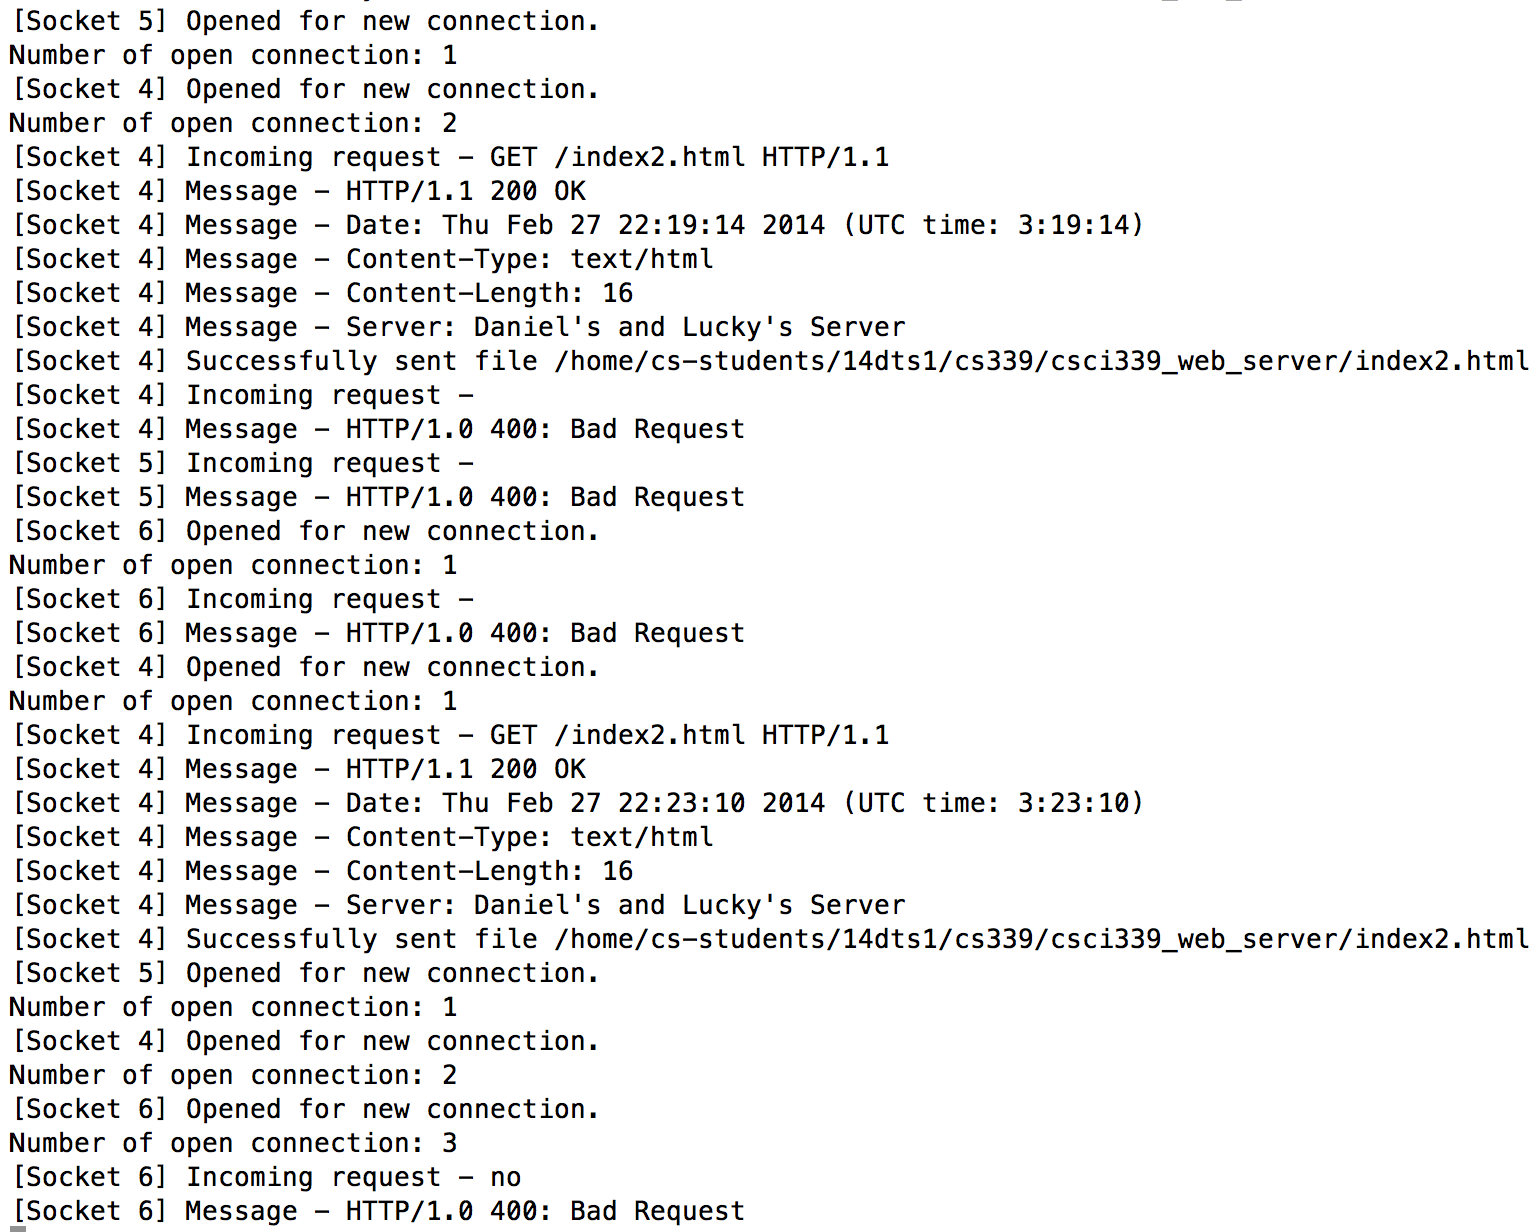 [Socket 5] Opened for new connection.
Number of open connection: 1
[Socket 4] Opened for new connection.
Number of open connection: 2
[Socket 4] Incoming request – GET /index2.html HTTP/1.1
[Socket 4] Message – HTTP/1.1 200 OK
[Socket 4] Message – Date: Thu Feb 27 22:19:14 2014 (UTC time: 3:19:14)
[Socket 4] Message – Content–Type: text/html
[Socket 4] Message – Content–Length: 16
[Socket 4] Message – Server: Daniel's and Lucky's Server
[Socket 4] Successfully sent file /home/cs–students/14dts1/cs339/csci339_web_server/index2.html
[Socket 4] Incoming request –
[Socket 4] Message – HTTP/1.0 400: Bad Request
[Socket 5] Incoming request –
[Socket 5] Message – HTTP/1.0 400: Bad Request
[Socket 6] Opened for new connection.
Number of open connection: 1
[Socket 6] Incoming request –
[Socket 6] Message – HTTP/1.0 400: Bad Request
[Socket 4] Opened for new connection.
Number of open connection: 1
[Socket 4] Incoming request – GET /index2.html HTTP/1.1
[Socket 4] Message – HTTP/1.1 200 OK
[Socket 4] Message – Date: Thu Feb 27 22:23:10 2014 (UTC time: 3:23:10)
[Socket 4] Message – Content–Type: text/html
[Socket 4] Message – Content–Length: 16
[Socket 4] Message – Server: Daniel's and Lucky's Server
[Socket 4] Successfully sent file /home/cs–students/14dts1/cs339/csci339_web_server/index2.html
[Socket 5] Opened for new connection.
Number of open connection: 1
[Socket 4] Opened for new connection.
Number of open connection: 2
[Socket 6] Opened for new connection.
Number of open connection: 3
[Socket 6] Incoming request – no
[Socket 6] Message – HTTP/1.0 400: Bad Request